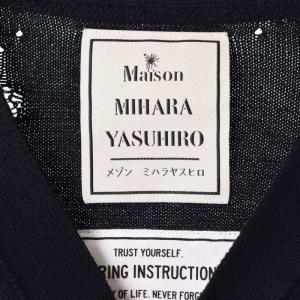 Maison
MIHARA
YASUHIRO
メゾン ミハラヤスヒロ
TRUST YOURSELF.
RING INSTRUCTION
OF LIFE. NEVER FORGE